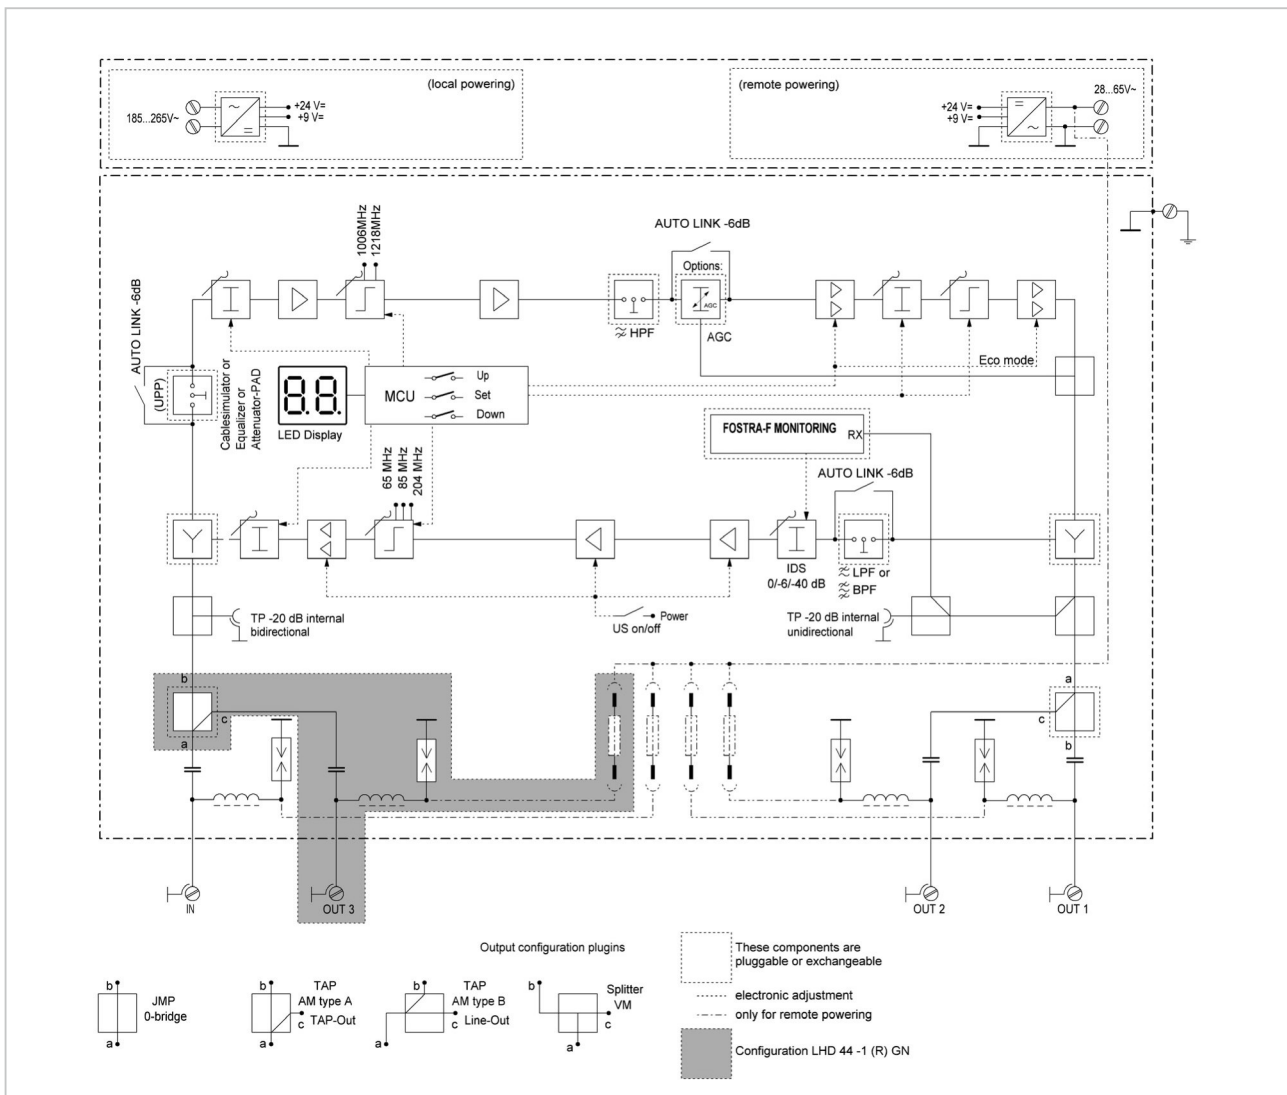 (local powering)
185...265V~
~
=
+24 V=
+9 V=
(remote powering)
28...65V~
+24 V=
+9 V=
=
~
AUTO LINK -6dB
1006MHz
1218MHz
AUTO LINK -6dB
Options:
AGC
HPF
AGC
Eco mode
(UPP)
Cablesimulator or
Equalizer or
Attenuator-PAD
8.8.
LED Display
MCU
Up
Set
Down
FOSTRA-F MONITORING
RX
65 MHz
85 MHz
204 MHz
AUTO LINK -6dB
IDS
0/-6/-40 dB
LPF or
BPF
TP -20 dB internal
bidirectional
US on/off
Power
TP -20 dB internal
unidirectional
b
c
a
a
c
b
IN
OUT 3
OUT 2
OUT 1
Output configuration plugins
b
a
JMP
0-bridge
b
a
TAP
AM type A
c TAP-Out
b
a
TAP
AM type B
c Line-Out
b
a
c
Splitter
VM
These components are
pluggable or exchangeable
electronic adjustment
only for remote powering
Configuration LHD 44 -1 (R) GN